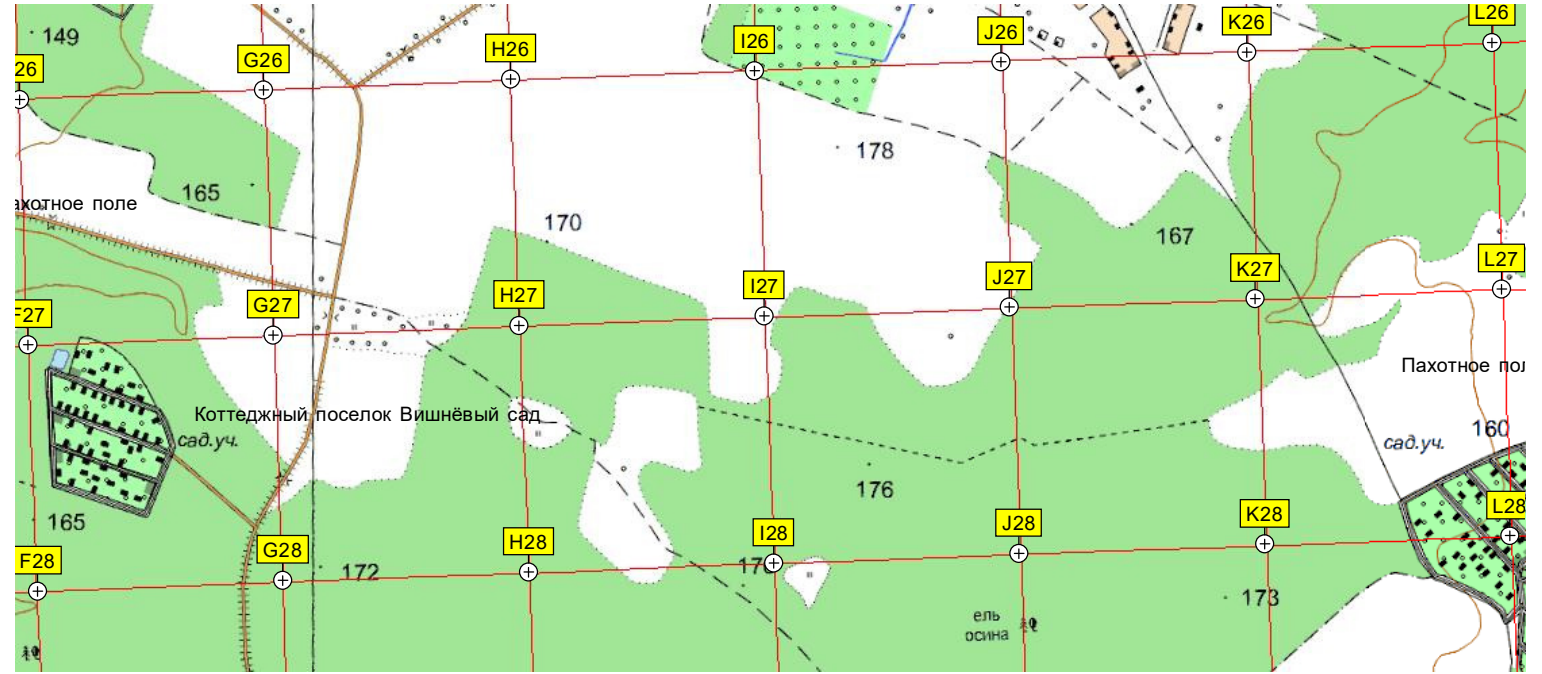 L26
K26
149
I26
J26
H26
G26
26
178
165
ахотное поле
170
167
K27
L27
J27
I27
H27
G27
F27
Пахотное пол
Коттеджный поселок Вишнёвый сад
160
сад.уч.
сад.уч.
176
L28
K28
J28
165
I28
H28
G28
F28
172
173
ель
осина